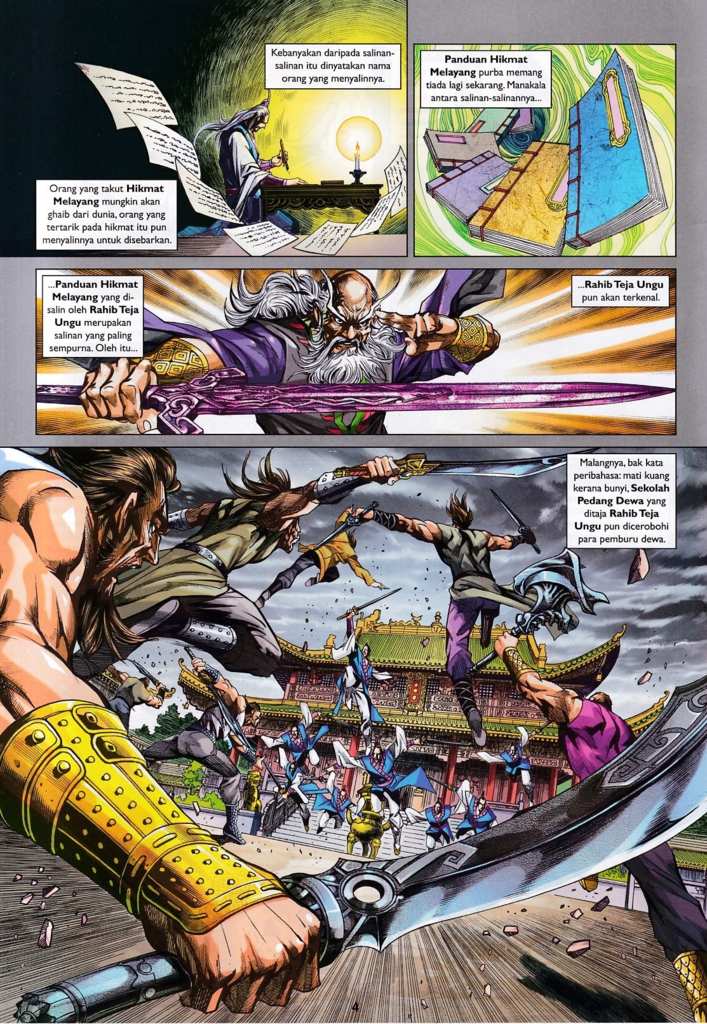 Kebanyakan daripada salinan-
salinan itu dinyatakan nama
orang yang menyalinnya.
Orang yang takut Hikmat
Melayang mungkin akan
ghaib dari dunia, orang yang
tertarik pada hikmat itu pun
menyalinnya untuk disebarkan.
Panduan Hikmat
Melayang purba memang
tiada lagi sekarang. Manakala
antara salinan-salinannya...
...Panduan Hikmat
Melayang yang di-
salin oleh Rahib Teja
Ungu merupakan
salinan yang paling
sempurna. Oleh itu...
...Rahib Teja Ungu
pun akan terkenal.
Malangnya, bak kata
peribahasa: mati kuang
kerana bunyi, Sekolah
Pedang Dewa yang
ditaja Rahib Teja
Ungu pun dicerobohi
para pemburu dewa.
4